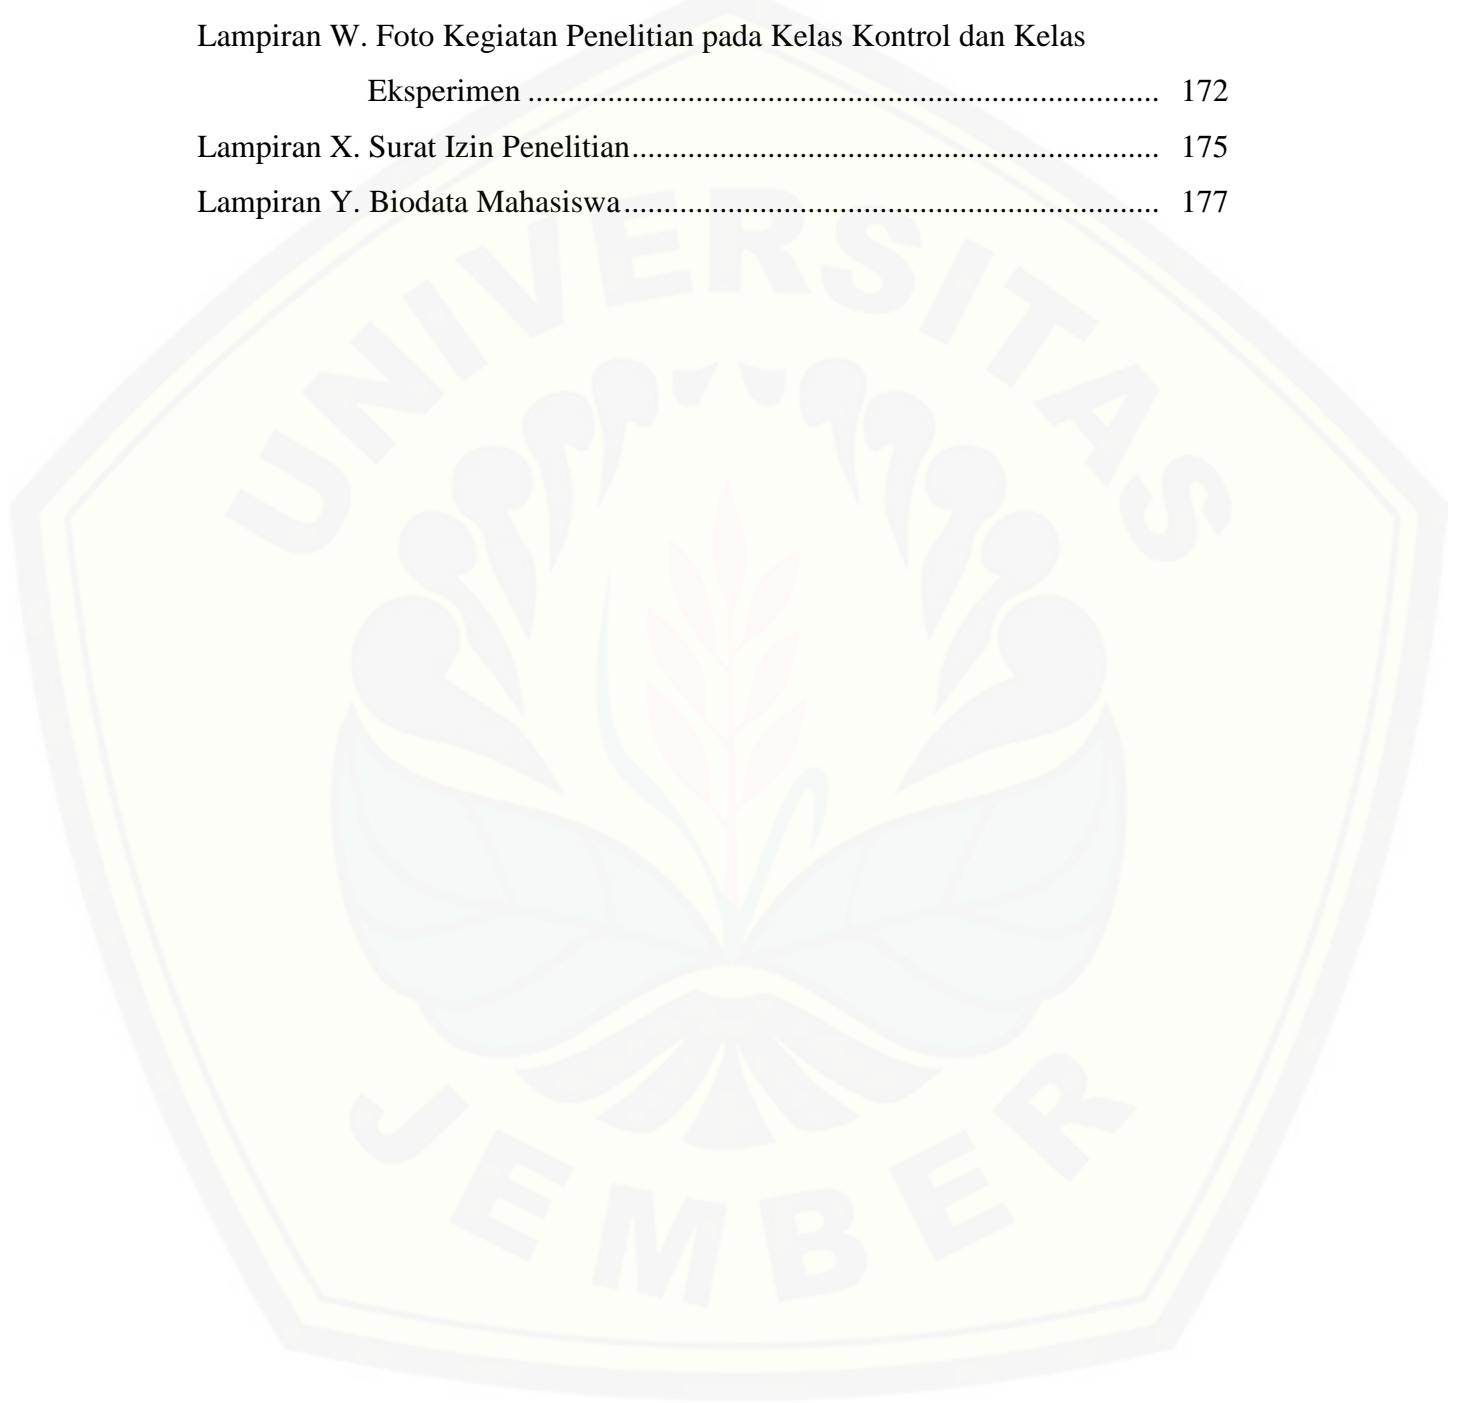 Lampiran W. Foto Kegiatan Penelitian pada Kelas Kontrol dan Kelas
Eksperimen ............................................................................... 172
Lampiran X. Surat Izin Penelitian.................................................................. 175
Lampiran Y. Biodata Mahasiswa................................................................... 177
UNIVERSITAS
JEMBER